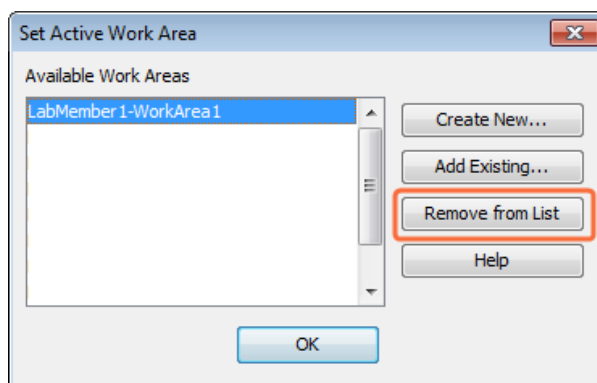 Set Active Work Area
Available Work Areas
LabMember1-WorkArea1
Create New...
Add Existing...
Remove from List
Help
OK